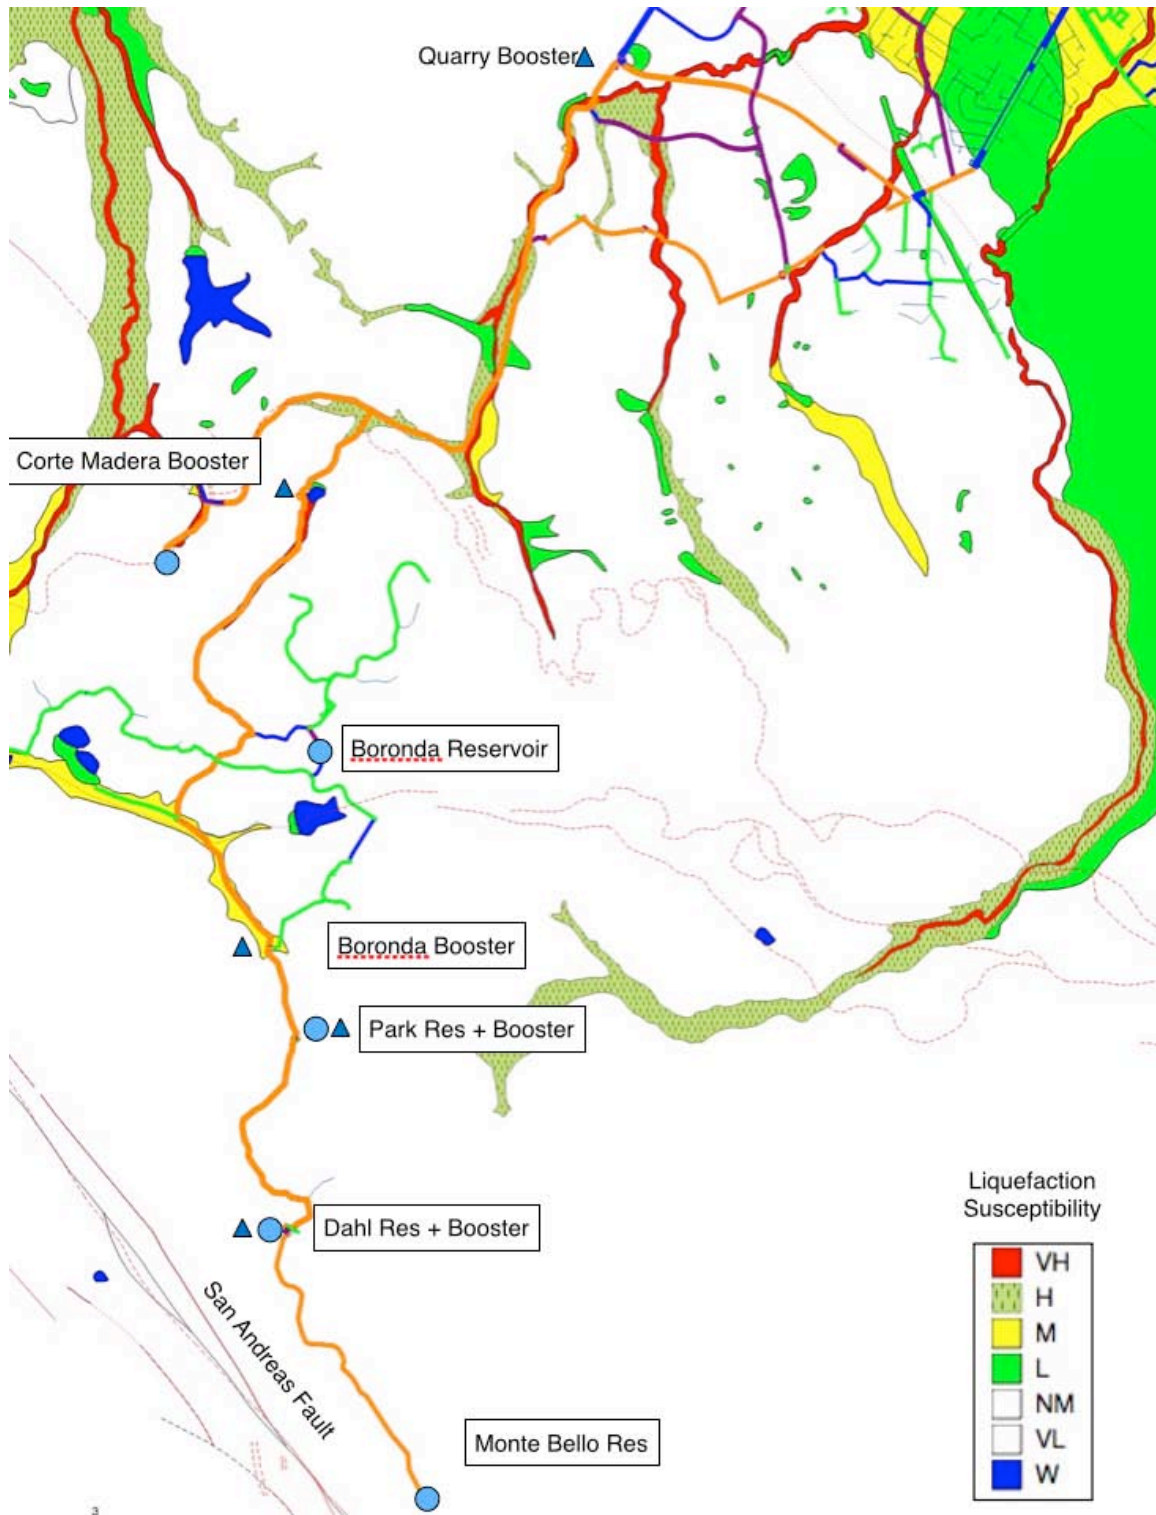 Quarry Booster
Corte Madera Booster
Boronda Reservoir
Boronda Booster
Park Res + Booster
Dahl Res + Booster
San Andreas Fault
Monte Bello Res
Liquefaction
Susceptibility
VH
H
M
L
NM
VL
W
3